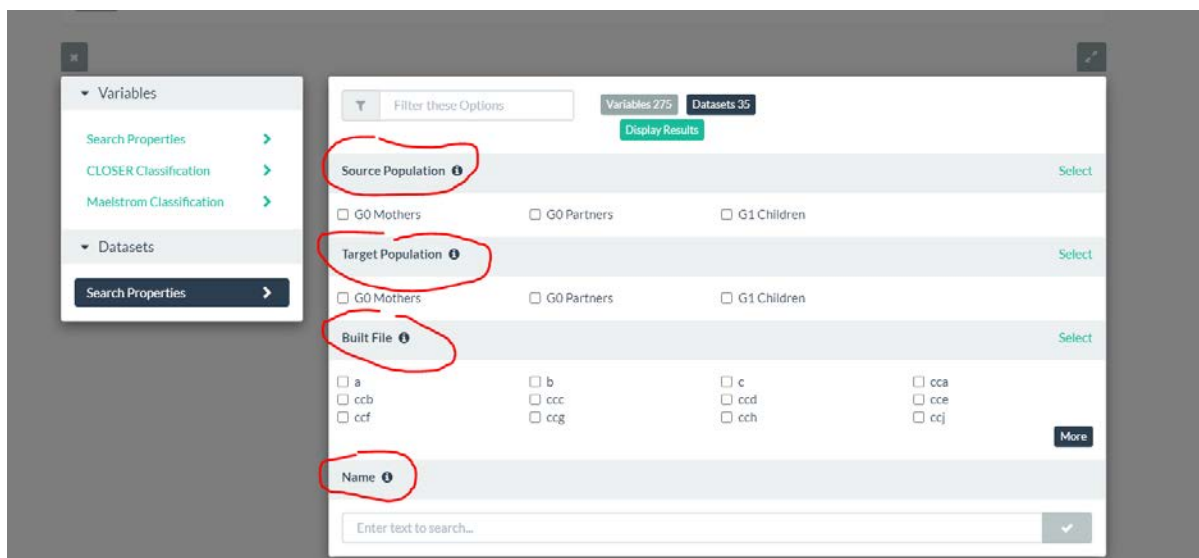 Variables
Search Properties
CLOSER Classification
Maelstrom Classification
Datasets
Search Properties
Filter these Options
Variables 275 Datasets 35
Display Results
Source Population Select
G0 Mothers G0 Partners G1 Children
Target Population Select
G0 Mothers G0 Partners G1 Children
Built File Select
a b c cca
ccb ccc ccd cce
ccf ccg cch ccj
More
Name
Enter text to search...